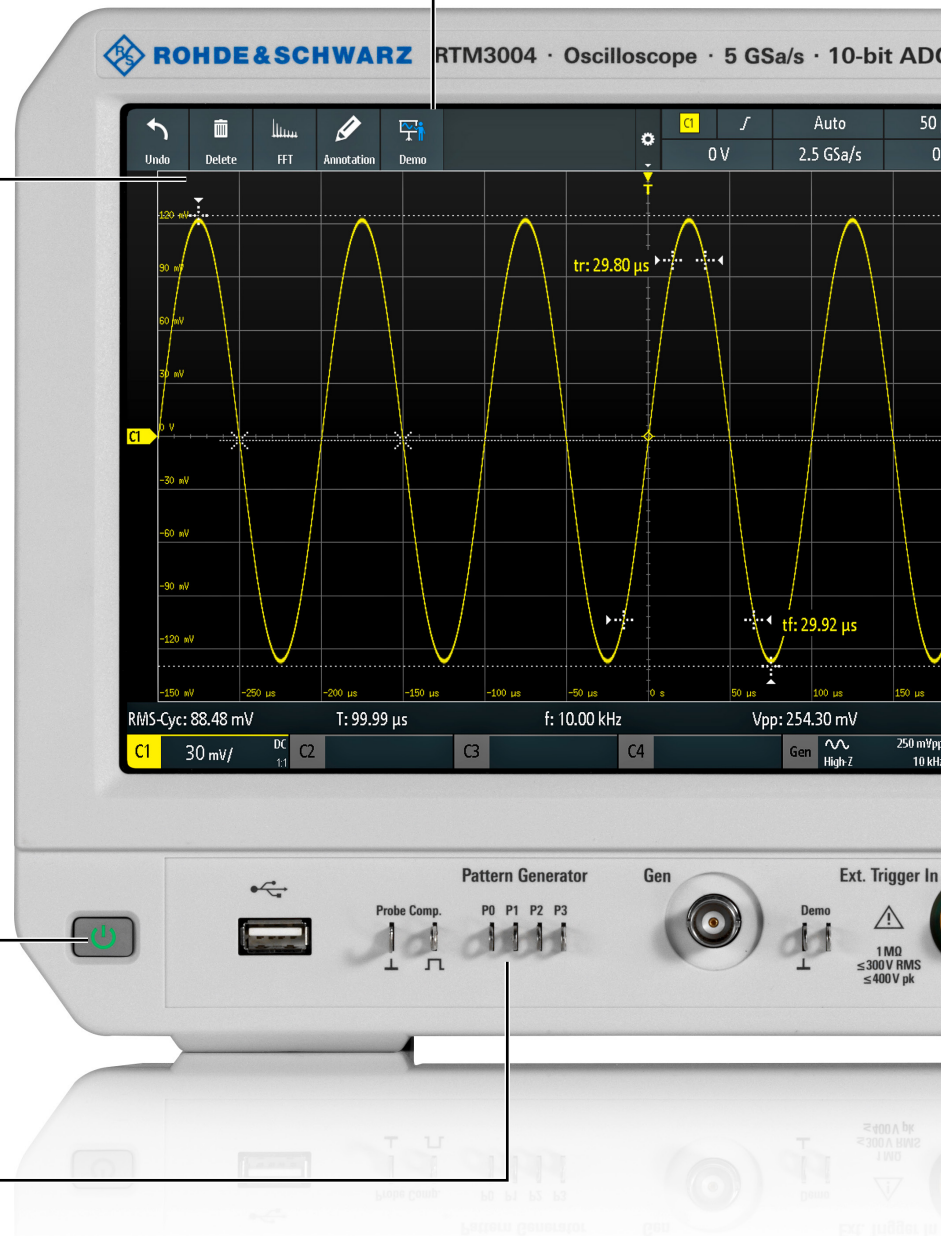 ROHDE & SCHWARZ RTM3004 · Oscilloscope · 5 GSa/s · 10-bit ADC
Undo Delete FFT Annotation Demo
C1 Auto 50
0 V 2.5 GSa/s 0
T
120 mV
90 mV
tr: 29.80 µs
60 mV
30 mV
C1 0 V
-30 mV
-60 mV
-90 mV
-120 mV
tf: 29.92 µs
-150 mV -250 µs -200 µs -150 µs -100 µs -50 µs 0 s 50 µs 100 µs 150 µs
RMS-Cyc: 88.48 mV T: 99.99 µs f: 10.00 kHz Vpp: 254.30 mV
C1 30 mV/ DC 1:1 C2 C3 C4 Gen High-Z 250 mVpp 10 kHz
Pattern Generator Gen Ext. Trigger In
Probe Comp. P0 P1 P2 P3 Demo
1 MΩ
≤300 V RMS
≤400 V pk